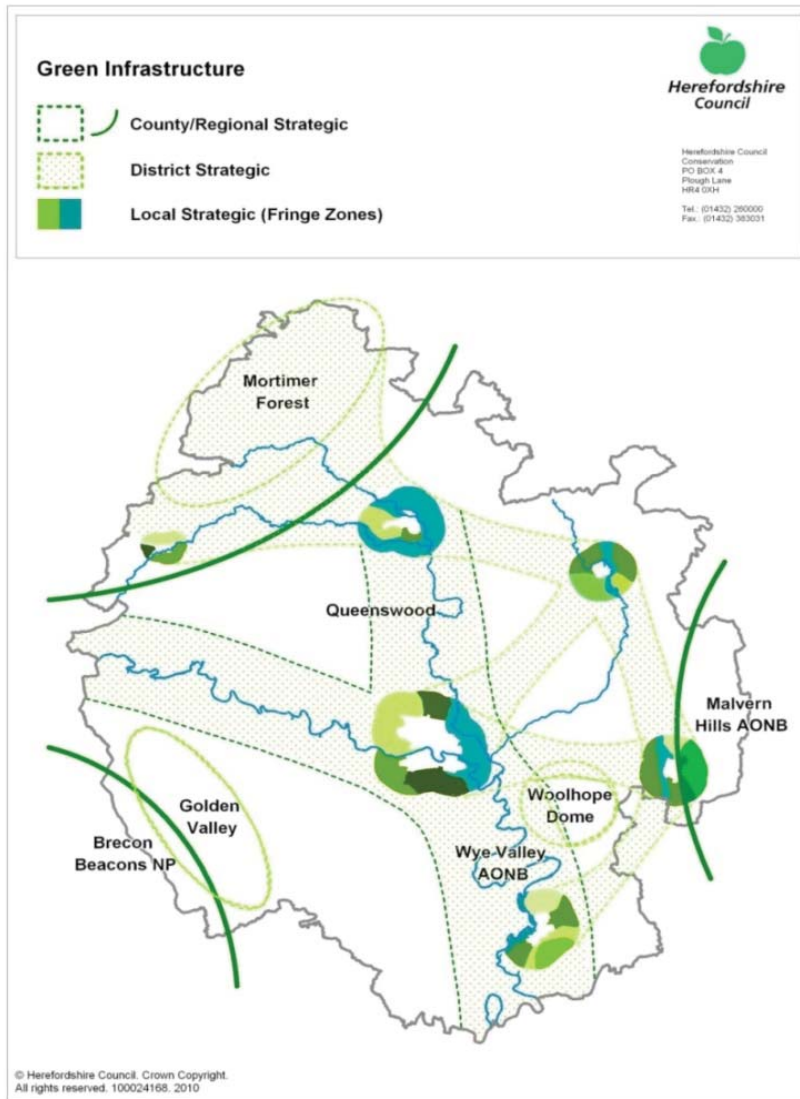 Green Infrastructure
County/Regional Strategic
District Strategic
Local Strategic (Fringe Zones)
Herefordshire
Council
Herefordshire Council
Conservation
PO BOX 4
Plough Lane
HR4 0XH
Tel.: (01432) 260000
Fax.: (01432) 383031
Mortimer
Forest
Queenswood
Malvern
Hills AONB
Golden
Valley
Woolhope
Dome
Brecon
Beacons NP
Wye Valley
AONB
© Herefordshire Council. Crown Copyright.
All rights reserved. 100024168. 2010